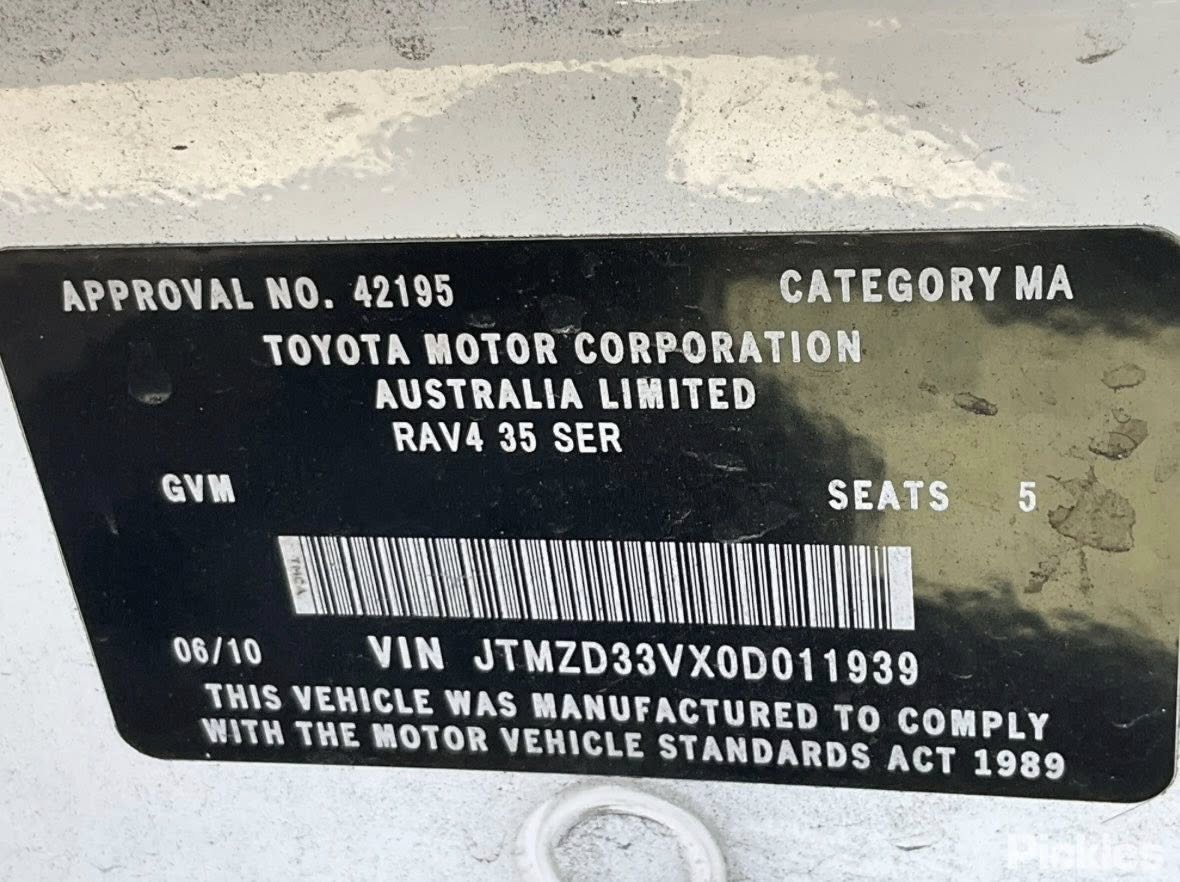 APPROVAL NO. 42195 CATEGORY MA
TOYOTA MOTOR CORPORATION
AUSTRALIA LIMITED
RAV4 35 SER
GVM SEATS 5
TMCA
06/10 VIN JTMZD33VX0D011939
THIS VEHICLE WAS MANUFACTURED TO COMPLY
WITH THE MOTOR VEHICLE STANDARDS ACT 1989
Pickles